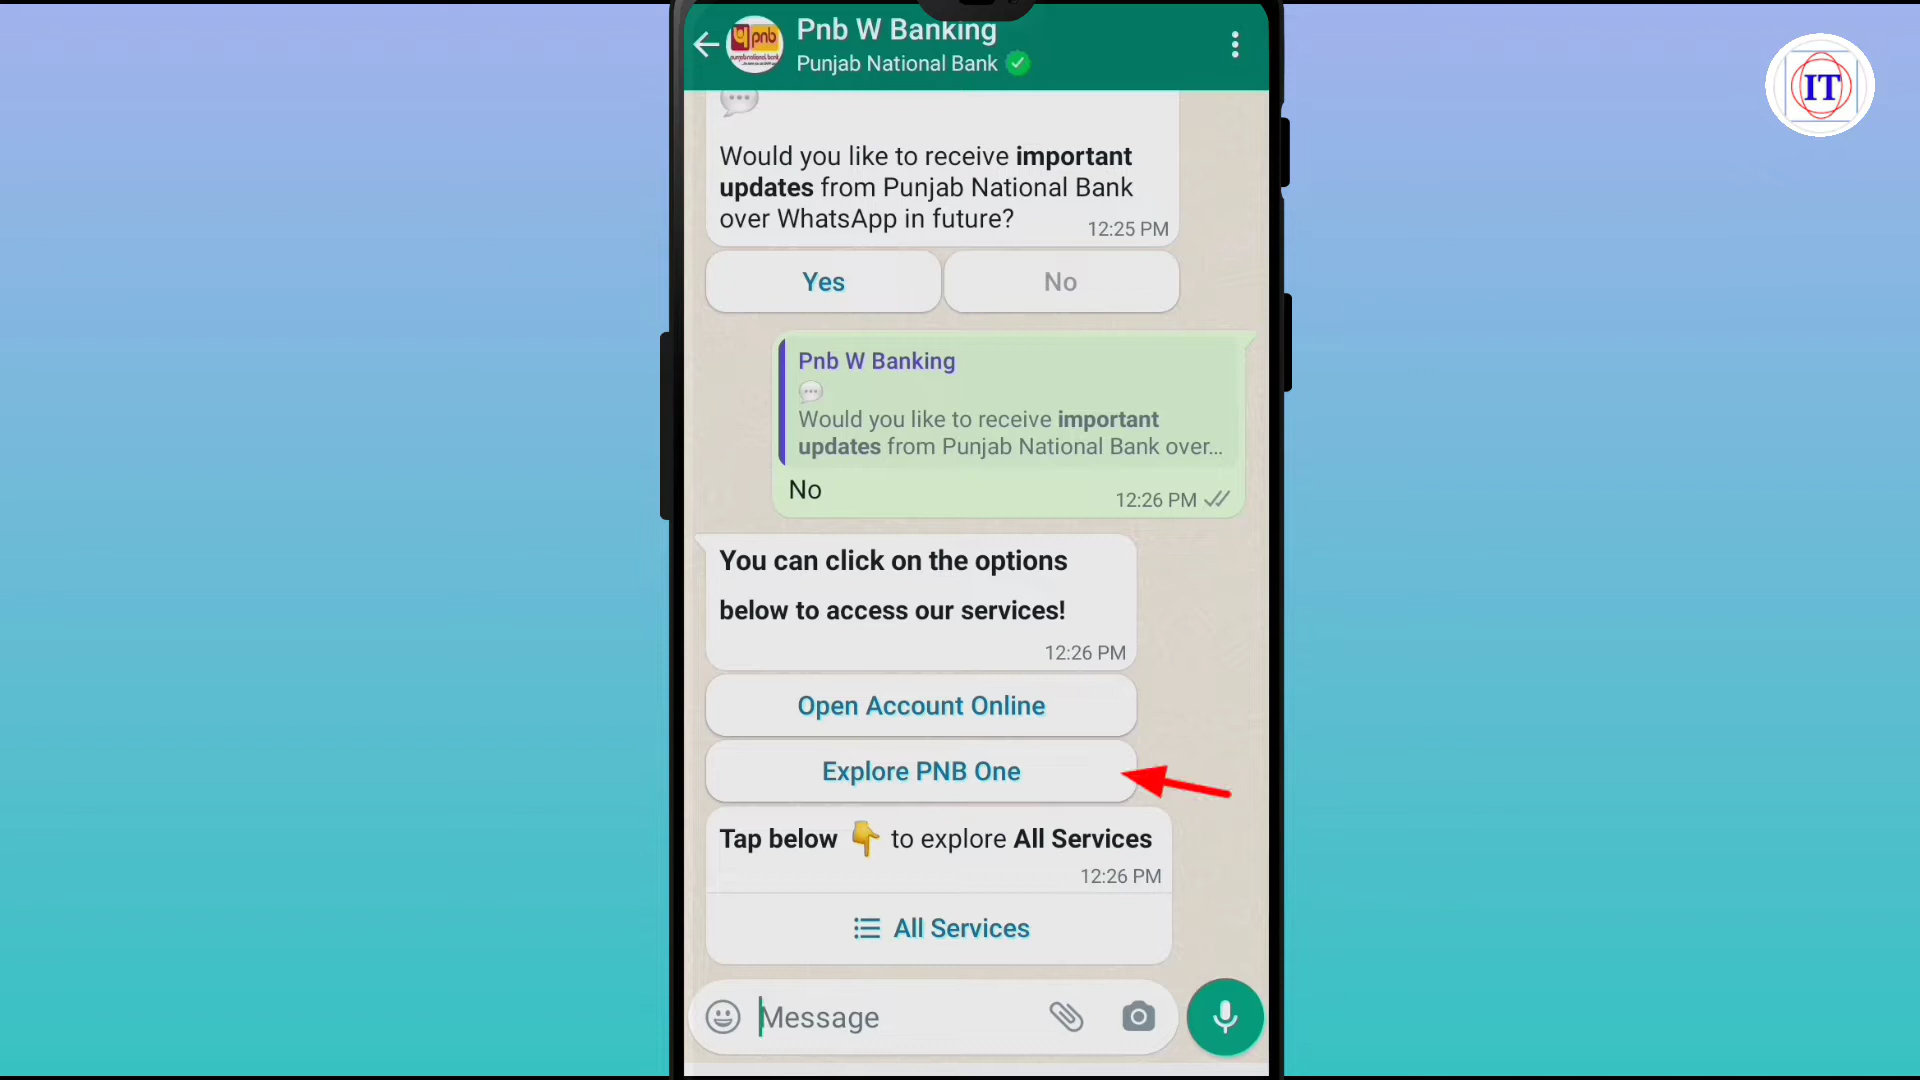 Pnb W Banking
Punjab National Bank
pnb
IT
Would you like to receive important
updates from Punjab National Bank
over WhatsApp in future?
12:25 PM
Yes
No
Pnb W Banking
Would you like to receive important
updates from Punjab National Bank over...
No
12:26 PM
You can click on the options
below to access our services!
12:26 PM
Open Account Online
Explore PNB One
Tap below 👇 to explore All Services
12:26 PM
All Services
Message